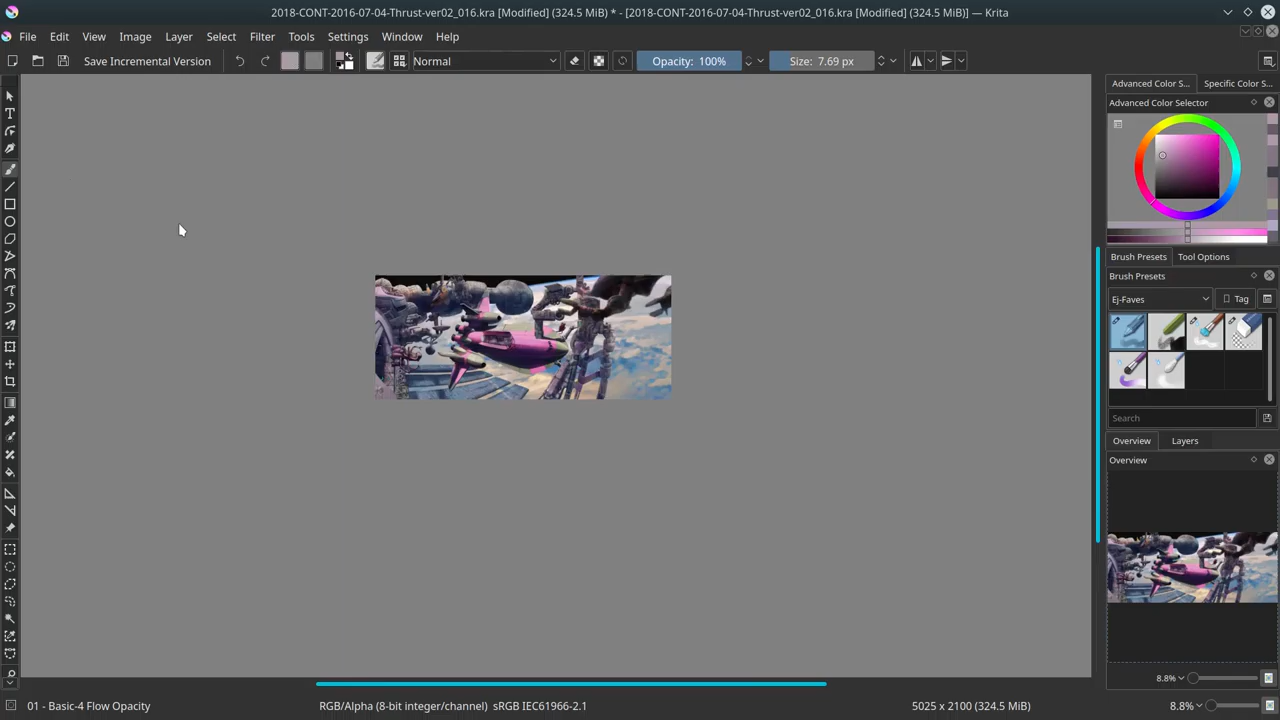 2018-CONT-2016-07-04-Thrust-ver02_016.kra [Modified] (324.5 MiB) * - [2018-CONT-2016-07-04-Thrust-ver02_016.kra [Modified] (324.5 MiB)] — Krita
File Edit View Image Layer Select Filter Tools Settings Window Help
Save Incremental Version Normal Opacity: 100% Size: 7.69 px
Advanced Color S... Specific Color S...
Advanced Color Selector
Brush Presets Tool Options
Brush Presets
Ej-Faves Tag
Search
Overview Layers
Overview
8.8%
01 - Basic-4 Flow Opacity RGB/Alpha (8-bit integer/channel) sRGB IEC61966-2.1 5025 x 2100 (324.5 MiB) 8.8%